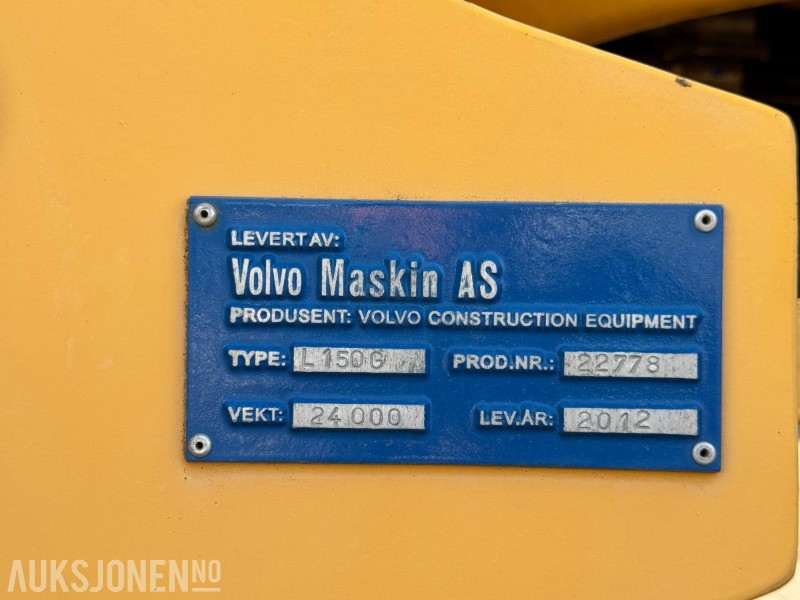 LEVERT AV:
Volvo Maskin AS
PRODUSENT: VOLVO CONSTRUCTION EQUIPMENT
TYPE: L150G PROD.NR.: 22778
VEKT: 24000 LEV.ÅR: 2012
AUKSJONEN.NO